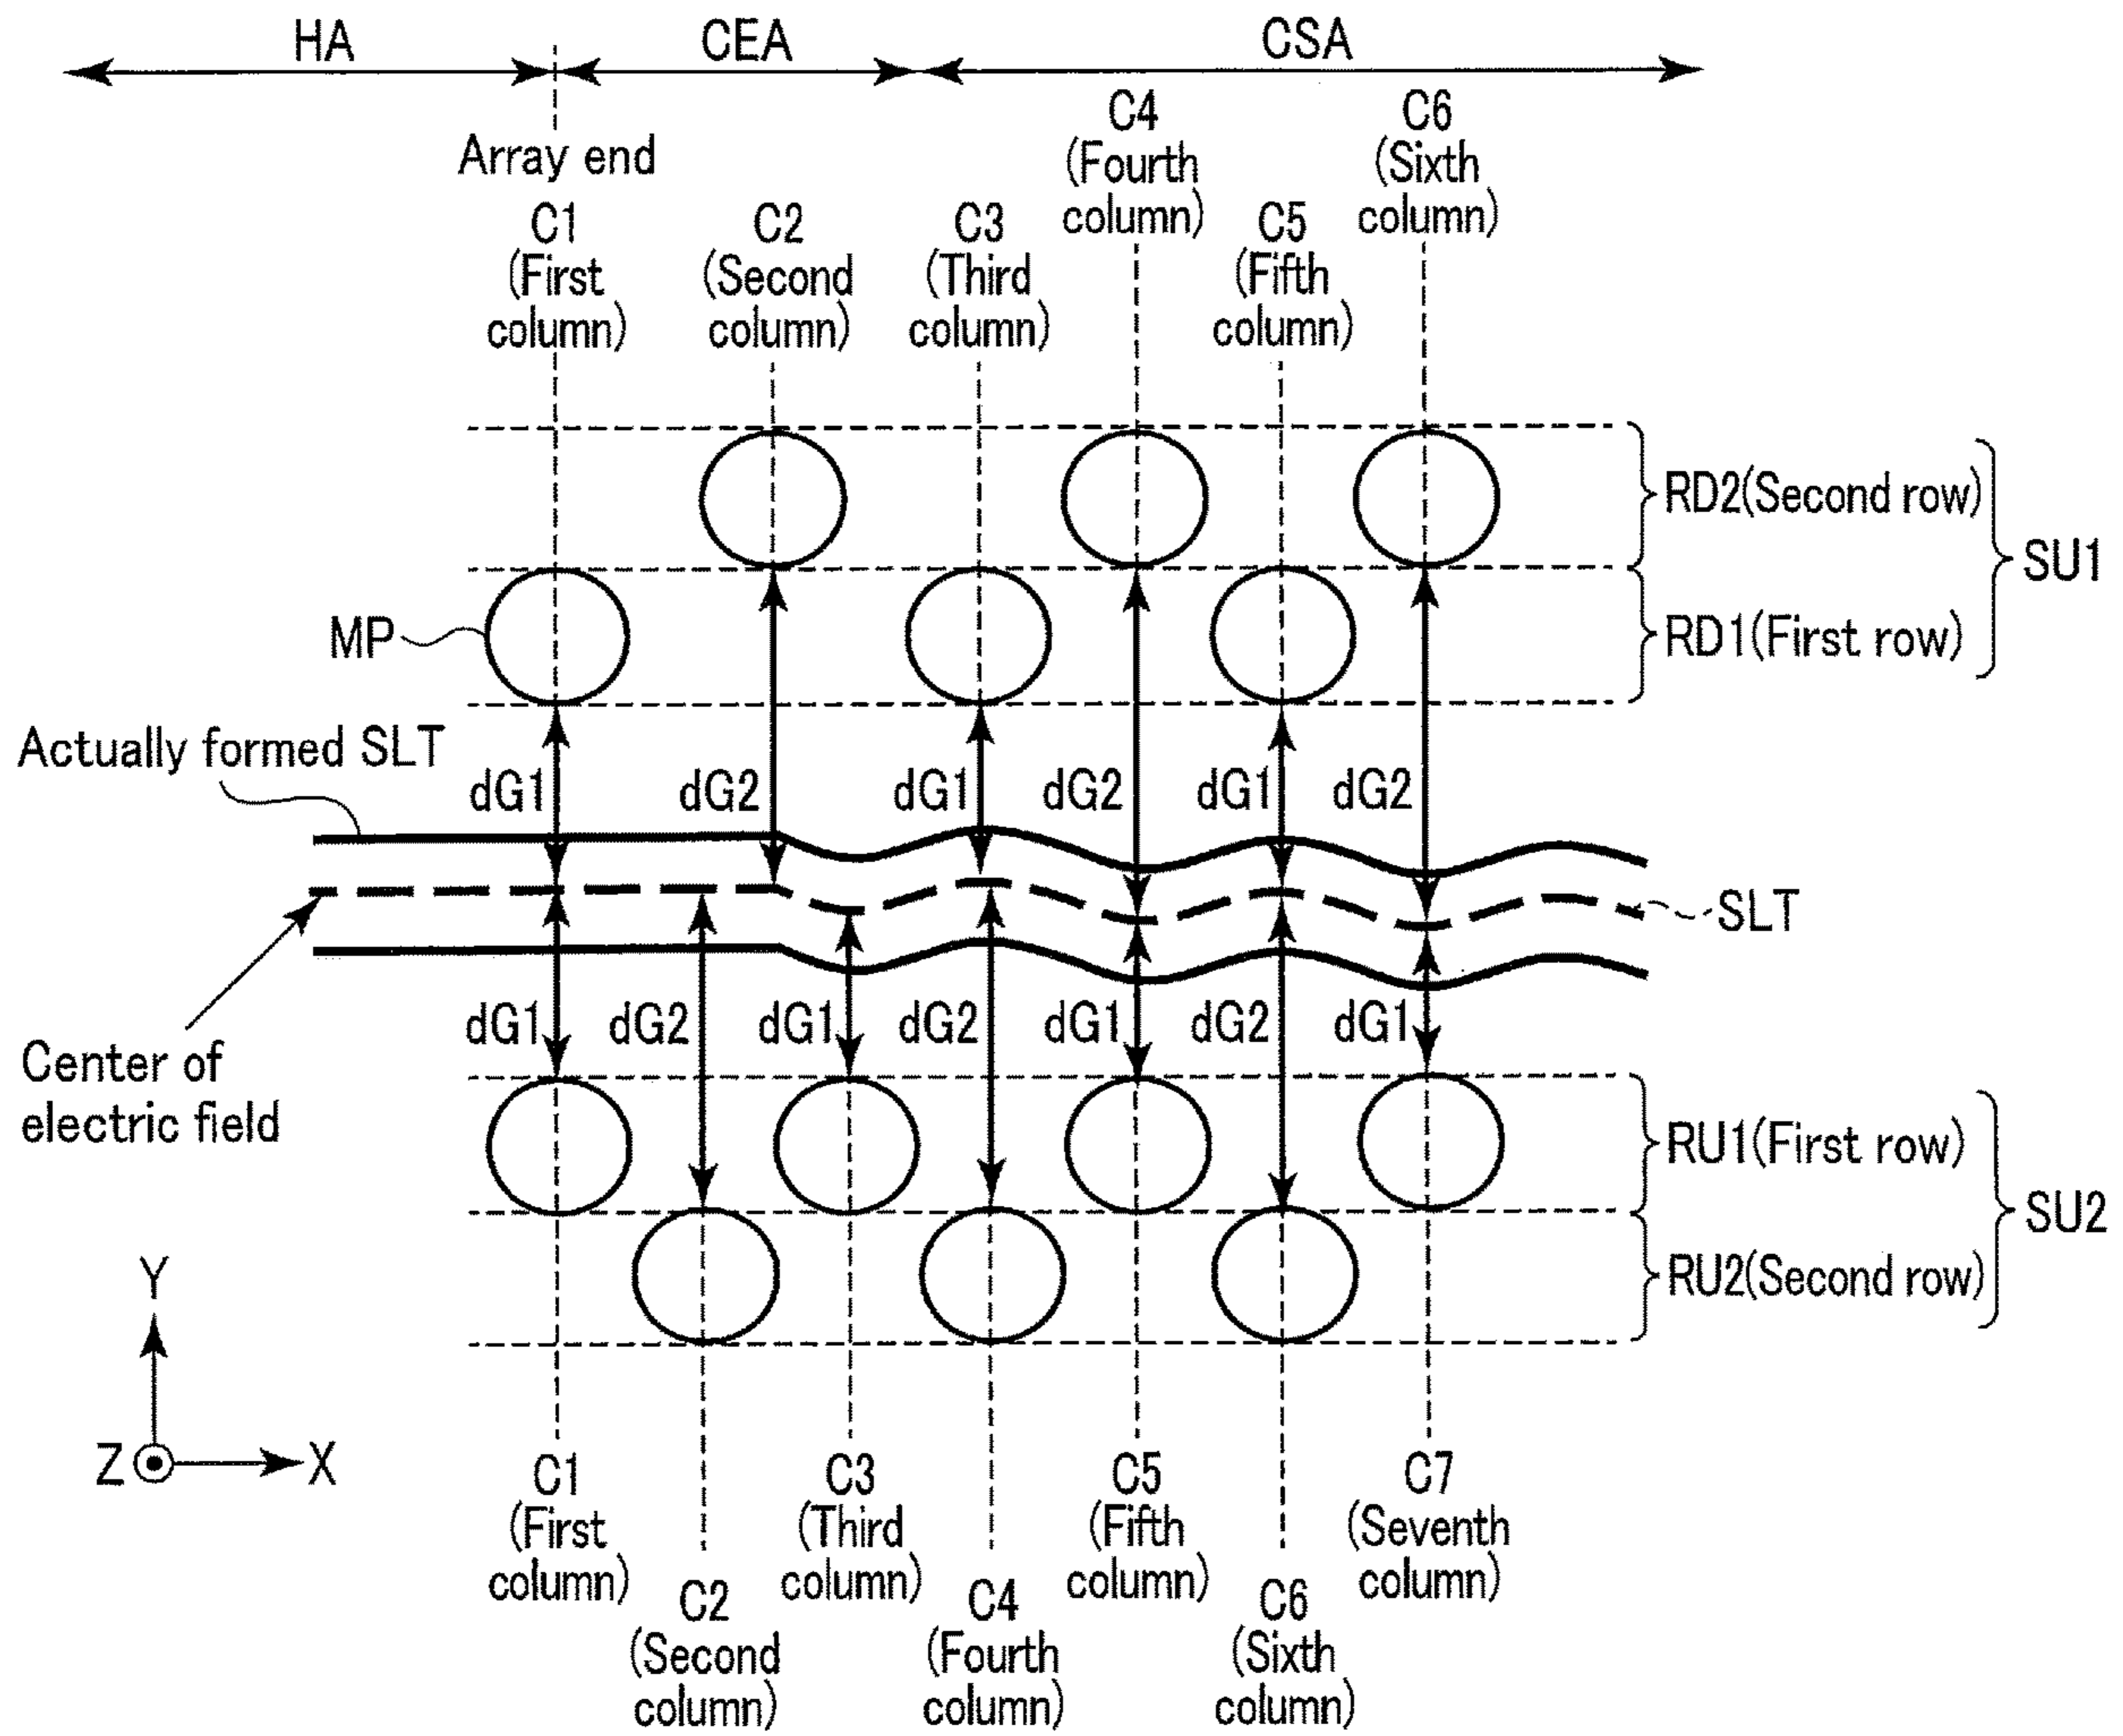 HA
CEA
CSA
Array end
C1
(First
column)
C2
(Second
column)
C3
(Third
column)
C4
(Fourth
column)
C5
(Fifth
column)
C6
(Sixth
column)
RD2(Second row)
SU1
MP
RD1(First row)
Actually formed SLT
dG1
dG2
dG1
dG2
dG1
dG2
SLT
dG1
dG2
dG1
dG2
dG1
dG2
dG1
Center of
electric field
RU1(First row)
SU2
RU2(Second row)
Y
Z
X
C1
(First
column)
C2
(Second
column)
C3
(Third
column)
C4
(Fourth
column)
C5
(Fifth
column)
C6
(Sixth
column)
C7
(Seventh
column)